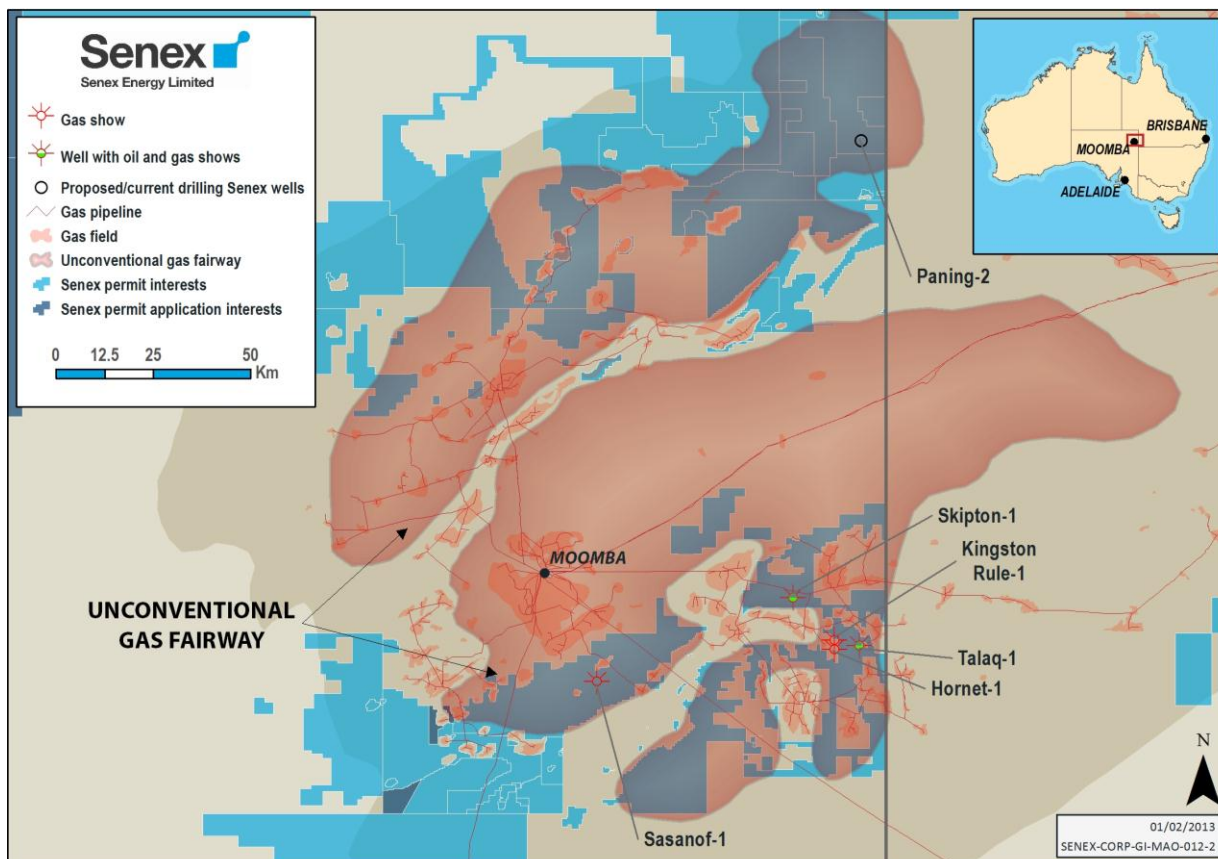 Senex
Senex Energy Limited
Gas show
Well with oil and gas shows
Proposed/current drilling Senex wells
Gas pipeline
Gas field
Unconventional gas fairway
Senex permit interests
Senex permit application interests
0 12.5 25 50
Km
BRISBANE
MOOMBA
ADELAIDE
Paning-2
Skipton-1
Kingston
Rule-1
MOOMBA
UNCONVENTIONAL
GAS FAIRWAY
Talaq-1
Hornet-1
Sasanof-1
N
01/02/2013
SENEX-CORP-GI-MAO-012-2